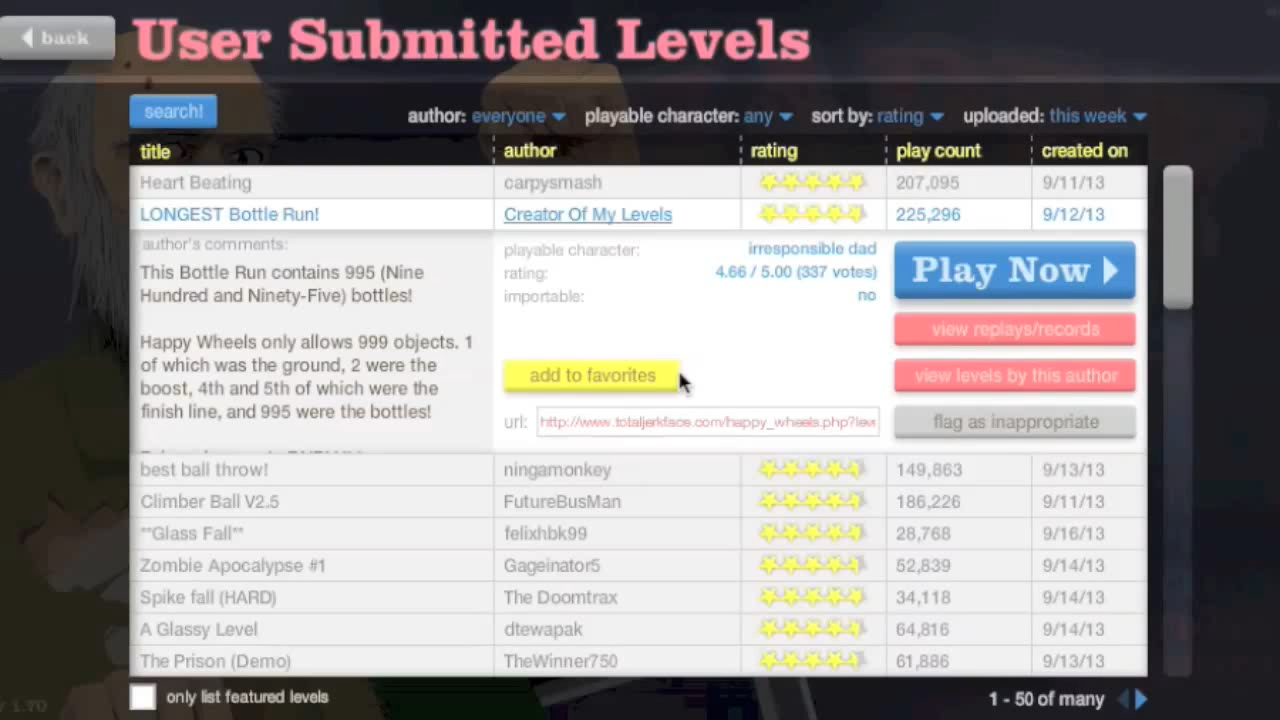 back
User Submitted Levels
search!
author: everyone playable character: any sort by: rating uploaded: this week
title author rating play count created on
Heart Beating carpysmash 207,095 9/11/13
LONGEST Bottle Run! Creator Of My Levels 225,296 9/12/13
author's comments:
This Bottle Run contains 995 (Nine
Hundred and Ninety-Five) bottles!
Happy Wheels only allows 999 objects. 1
of which was the ground, 2 were the
boost, 4th and 5th of which were the
finish line, and 995 were the bottles!
playable character: irresponsible dad
rating: 4.66 / 5.00 (337 votes)
importable: no
add to favorites
url: http://www.totaljerkface.com/happy_wheels.php?leve
Play Now
view replays/records
view levels by this author
flag as inappropriate
best ball throw! ningamonkey 149,863 9/13/13
Climber Ball V2.5 FutureBusMan 186,226 9/11/13
**Glass Fall** felixhbk99 28,768 9/16/13
Zombie Apocalypse #1 Gageinator5 52,839 9/14/13
Spike fall (HARD) The Doomtrax 34,118 9/14/13
A Glassy Level dtewapak 64,816 9/14/13
The Prison (Demo) TheWinner750 61,886 9/13/13
only list featured levels
1 - 50 of many
1.70